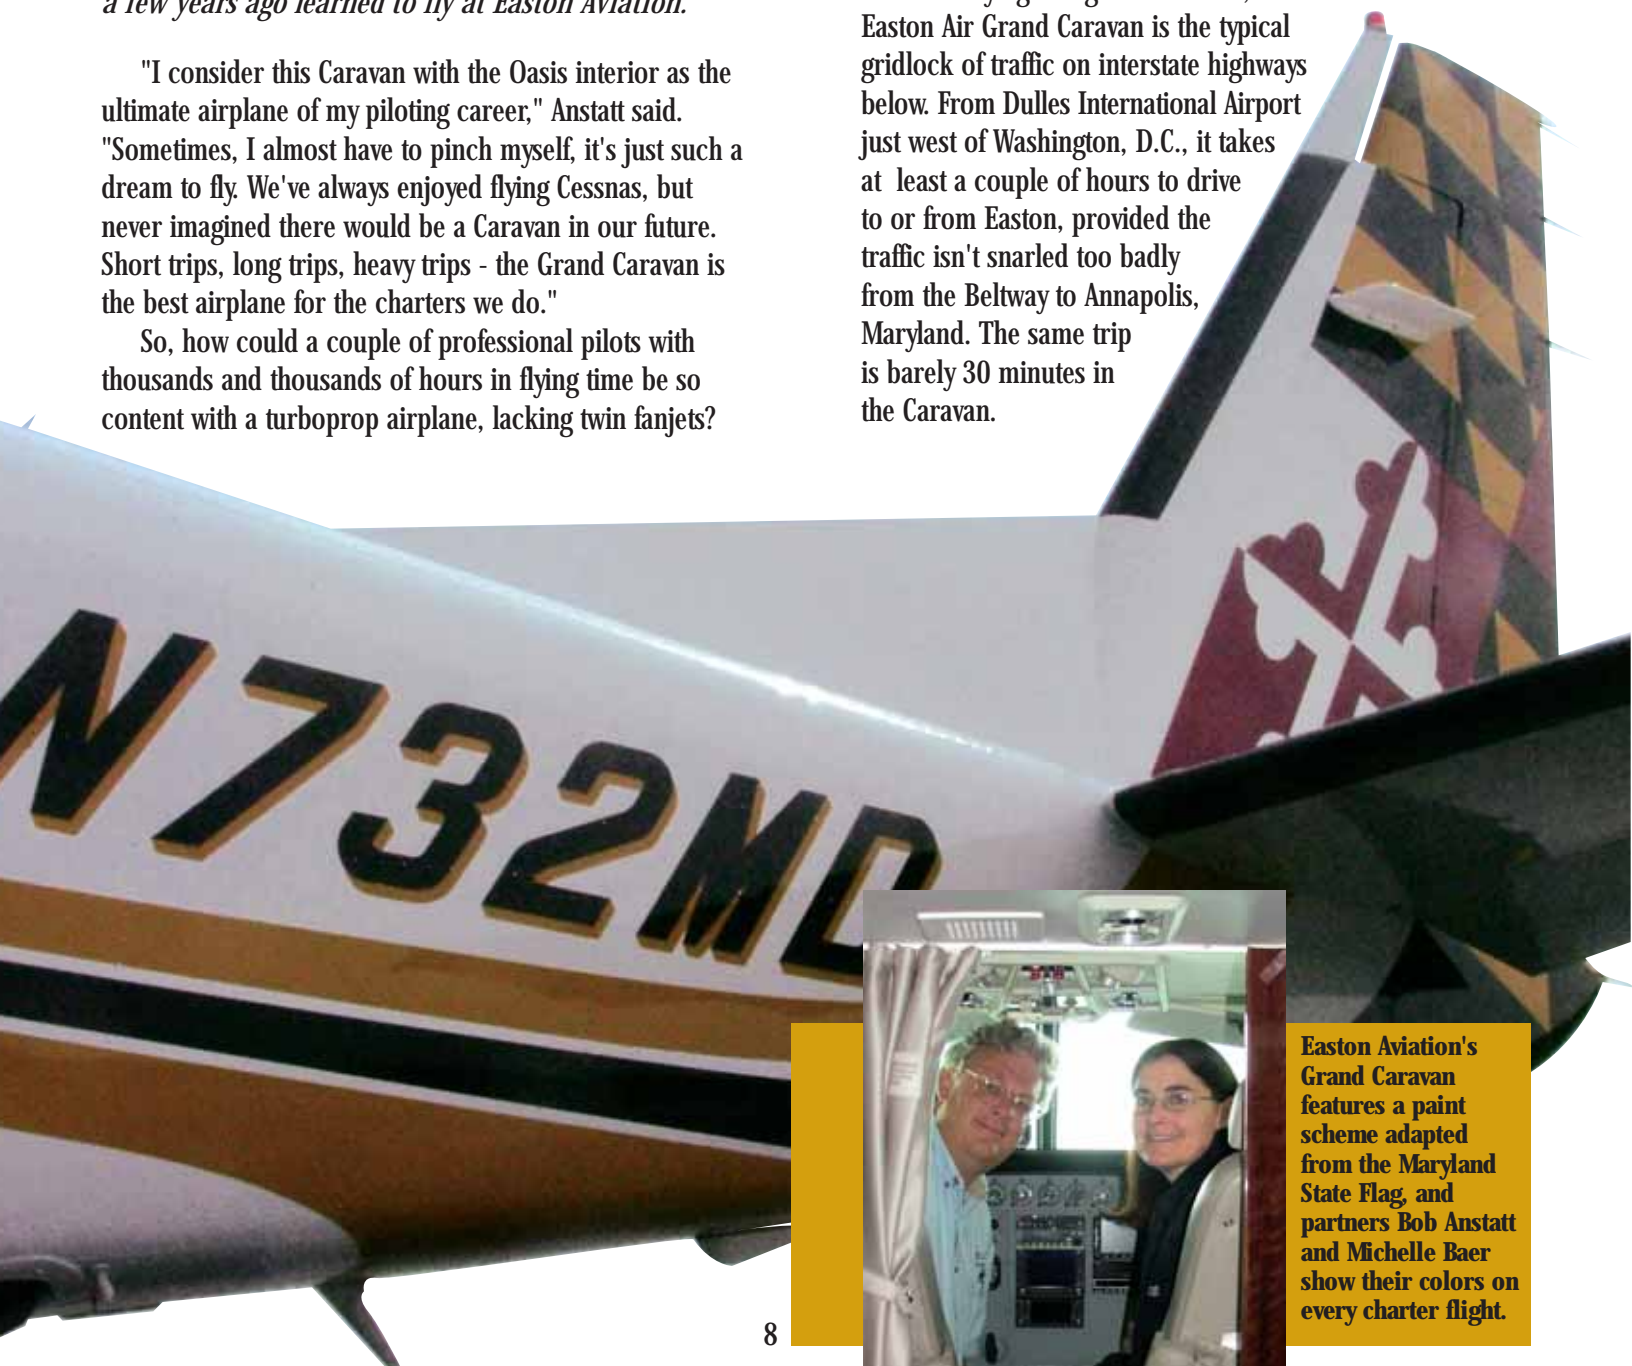 a few years ago learned to fly at Easton Aviation.
"I consider this Caravan with the Oasis interior as the
ultimate airplane of my piloting career," Anstatt said.
"Sometimes, I almost have to pinch myself, it's just such a
dream to fly. We've always enjoyed flying Cessnas, but
never imagined there would be a Caravan in our future.
Short trips, long trips, heavy trips - the Grand Caravan is
the best airplane for the charters we do."
So, how could a couple of professional pilots with
thousands and thousands of hours in flying time be so
content with a turboprop airplane, lacking twin fanjets?
Easton Air Grand Caravan is the typical
gridlock of traffic on interstate highways
below. From Dulles International Airport
just west of Washington, D.C., it takes
at least a couple of hours to drive
to or from Easton, provided the
traffic isn't snarled too badly
from the Beltway to Annapolis,
Maryland. The same trip
is barely 30 minutes in
the Caravan.
N732MD
Easton Aviation's
Grand Caravan
features a paint
scheme adapted
from the Maryland
State Flag, and
partners Bob Anstatt
and Michelle Baer
show their colors on
every charter flight.
8